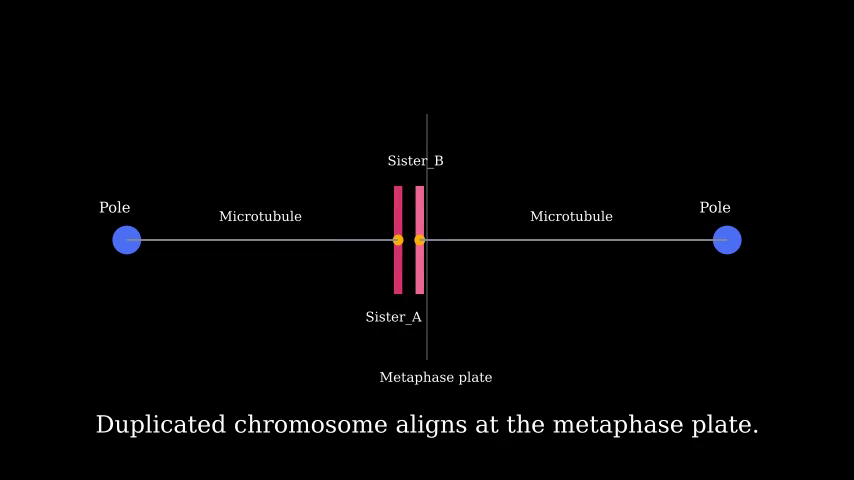 Sister_B
Pole
Microtubule
Microtubule
Pole
Sister_A
Metaphase plate
Duplicated chromosome aligns at the metaphase plate.